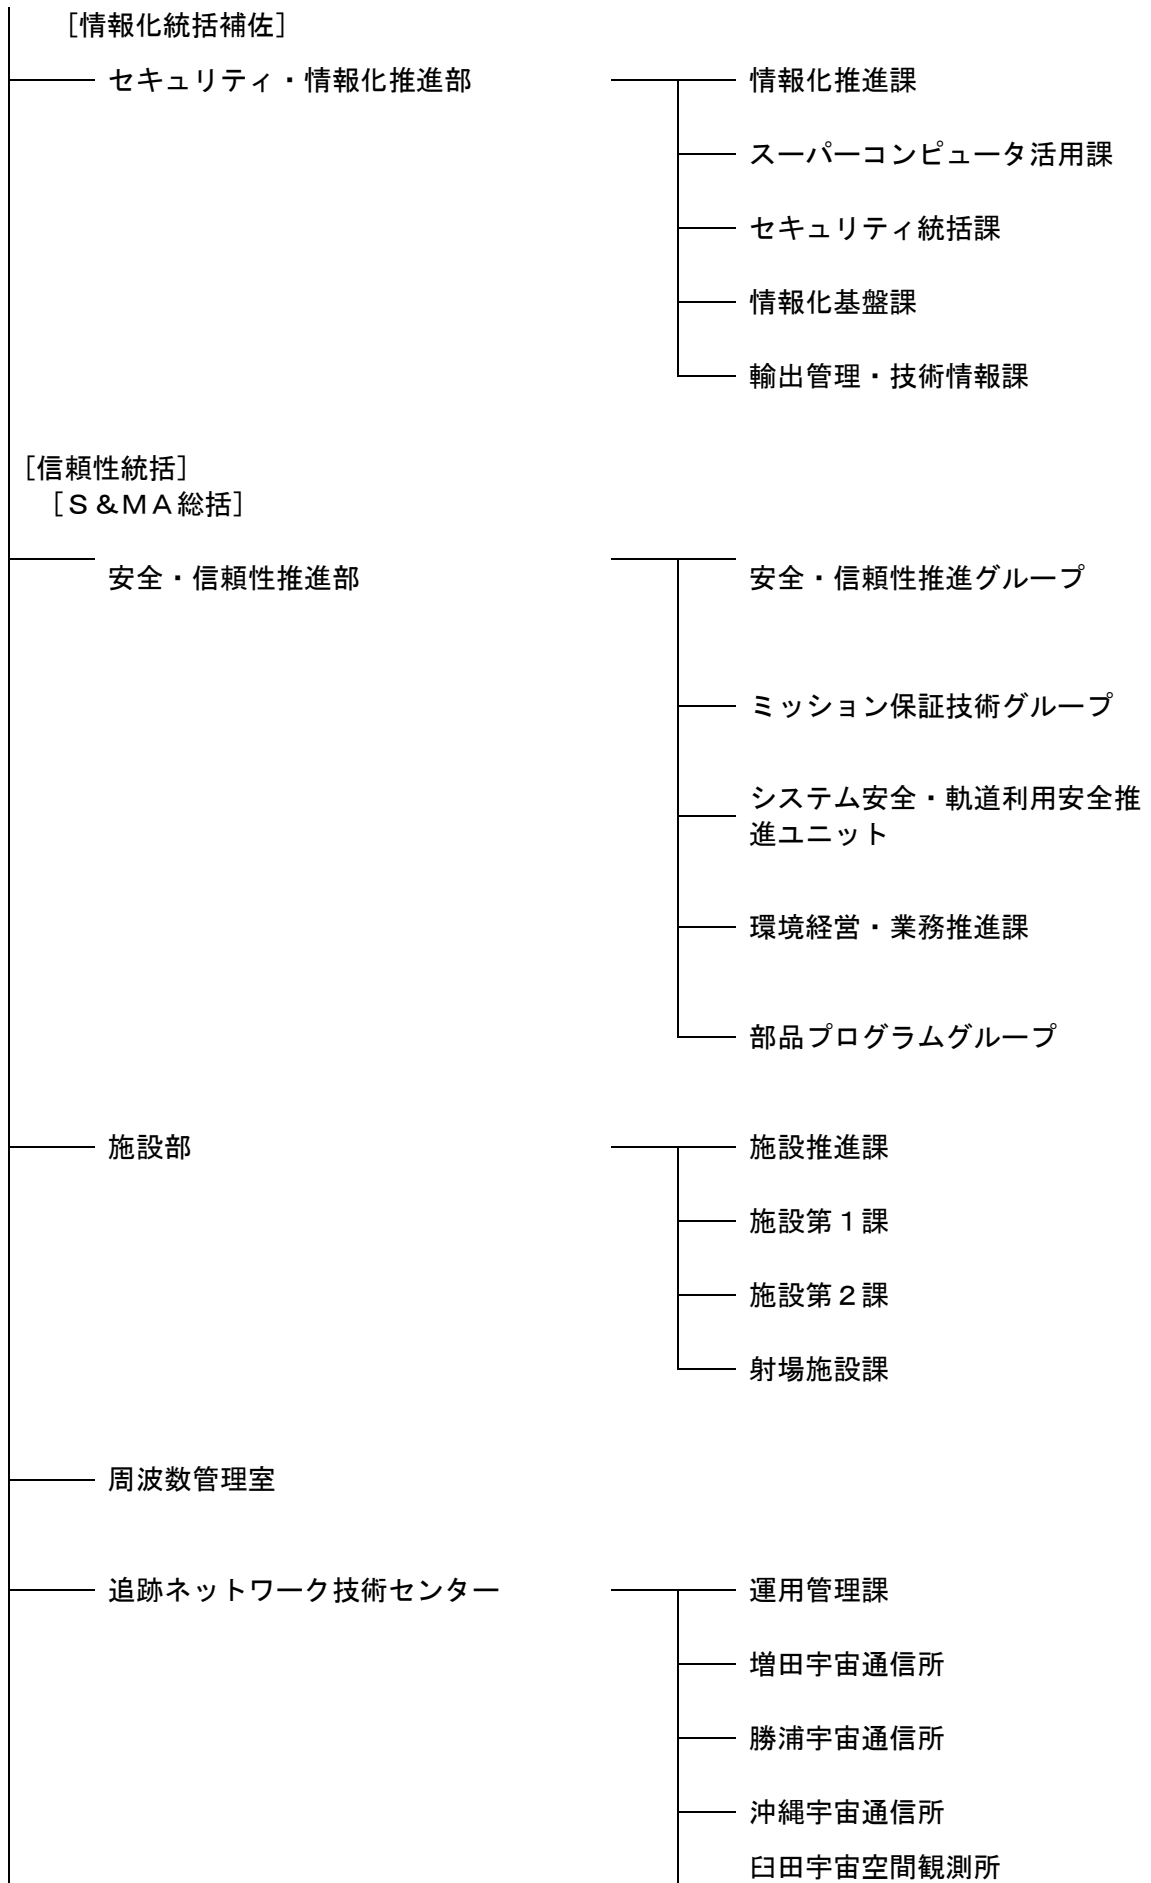 ［情報化統括補佐］
セキュリティ・情報化推進部
情報化推進課
スーパーコンピュータ活用課
セキュリティ統括課
情報化基盤課
輸出管理・技術情報課
［信頼性統括］
［Ｓ＆ＭＡ総括］
安全・信頼性推進部
安全・信頼性推進グループ
ミッション保証技術グループ
システム安全・軌道利用安全推
進ユニット
環境経営・業務推進課
部品プログラムグループ
施設部
施設推進課
施設第１課
施設第２課
射場施設課
周波数管理室
追跡ネットワーク技術センター
運用管理課
増田宇宙通信所
勝浦宇宙通信所
沖縄宇宙通信所
臼田宇宙空間観測所